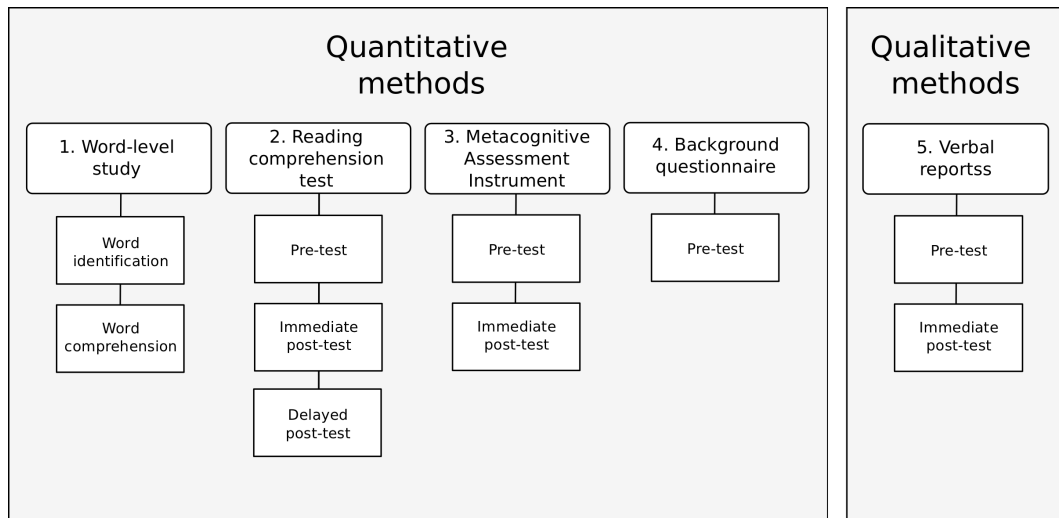 Quantitative
methods
1. Word-level
study
Word
identification
Word
comprehension
2. Reading
comprehension
test
Pre-test
Immediate
post-test
Delayed
post-test
3. Metacognitive
Assessment
Instrument
Pre-test
Immediate
post-test
4. Background
questionnaire
Pre-test
Qualitative
methods
5. Verbal
reportss
Pre-test
Immediate
post-test